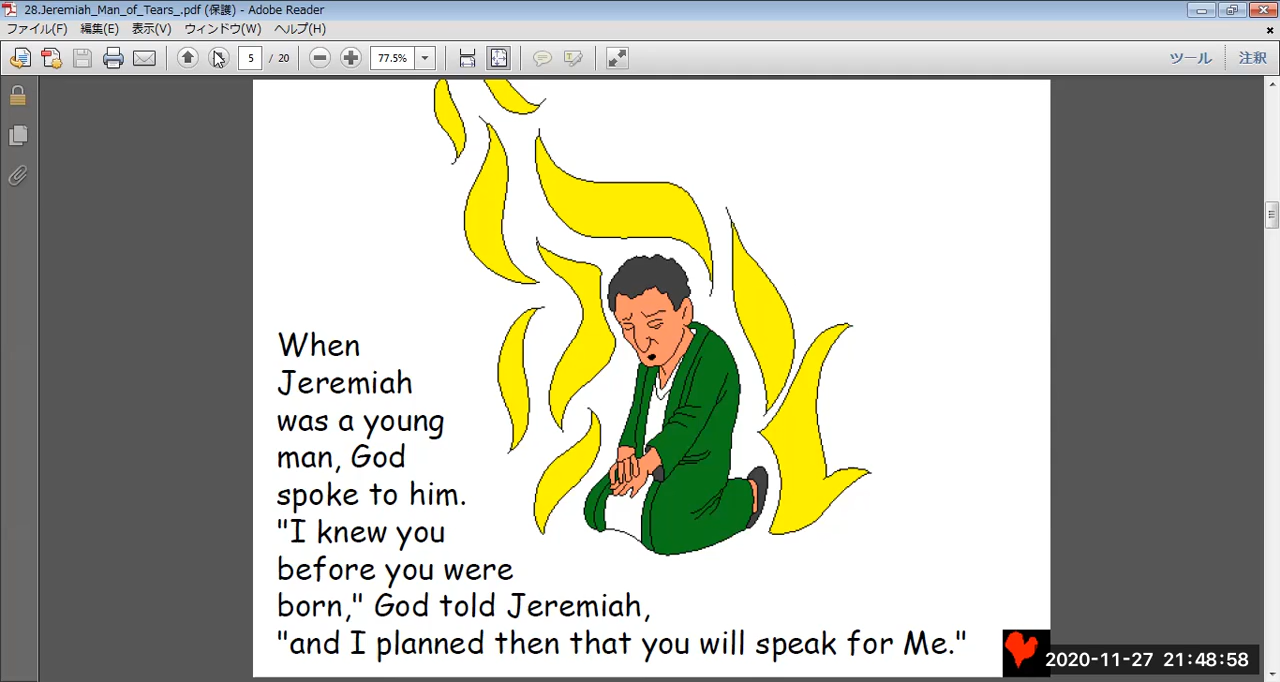 28.Jeremiah_Man_of_Tears_.pdf (保護) - Adobe Reader
ファイル(F) 編集(E) 表示(V) ウィンドウ(W) ヘルプ(H)
5 / 20 77.5% ツール 注釈
When
Jeremiah
was a young
man, God
spoke to him.
"I knew you
before you were
born," God told Jeremiah,
"and I planned then that you will speak for Me."
2020-11-27 21:48:58